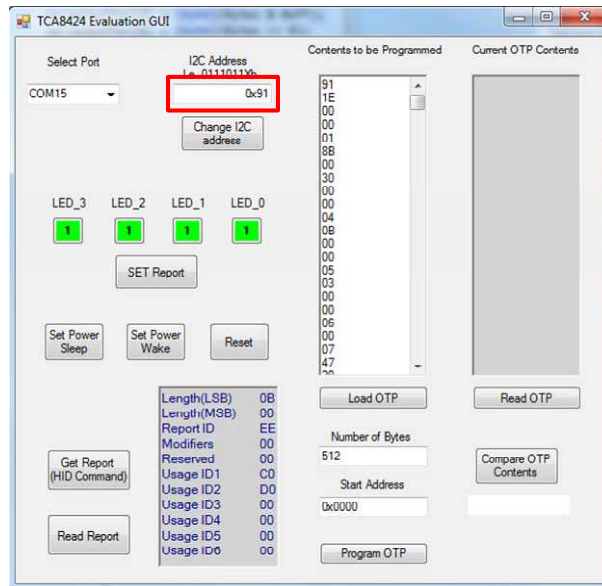 TCA8424 Evaluation GUI
Select Port
I2C Address
I.e. 0111011Xb
COM15
0x91
Change I2C
address
LED_3 LED_2 LED_1 LED_0
1 1 1 1
SET Report
Set Power
Sleep
Set Power
Wake
Reset
Get Report
(HID Command)
Read Report
Length(LSB) 0B
Length(MSB) 00
Report ID EE
Modifiers 00
Reserved 00
Usage ID1 C0
Usage ID2 D0
Usage ID3 00
Usage ID4 00
Usage ID5 00
Usage ID6 00
Contents to be Programmed
91
1E
00
00
01
8B
00
30
00
00
04
0B
00
00
05
03
00
00
06
00
07
47
Load OTP
Number of Bytes
512
Start Address
0x0000
Program OTP
Current OTP Contents
Read OTP
Compare OTP
Contents